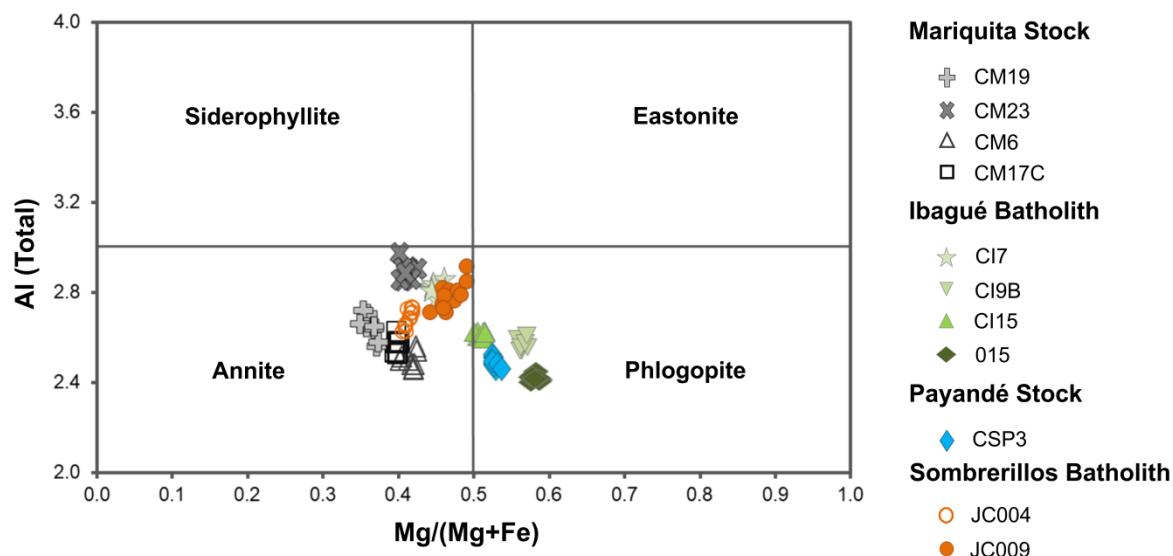 4.0
3.6
3.2
2.8
2.4
2.0
Al (Total)
Siderophyllite
Eastonite
Annite
Phlogopite
0.0 0.1 0.2 0.3 0.4 0.5 0.6 0.7 0.8 0.9 1.0
Mg/(Mg+Fe)
Mariquita Stock
CM19
CM23
CM6
CM17C
Ibagué Batholith
CI7
CI9B
CI15
015
Payandé Stock
CSP3
Sombrerillos Batholith
JC004
JC009